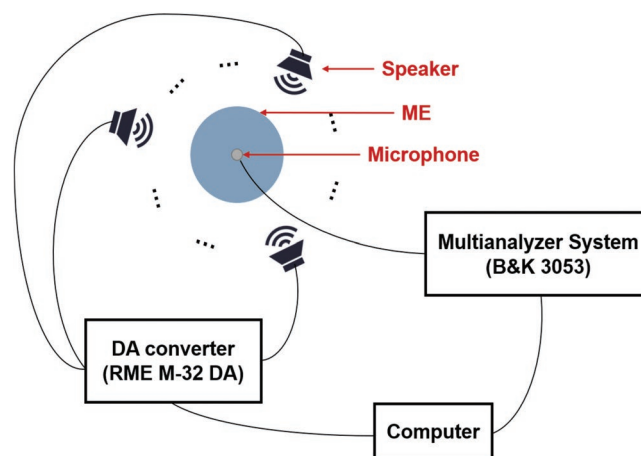 Speaker
ME
Microphone
Multianalyzer System
(B&K 3053)
DA converter
(RME M-32 DA)
Computer